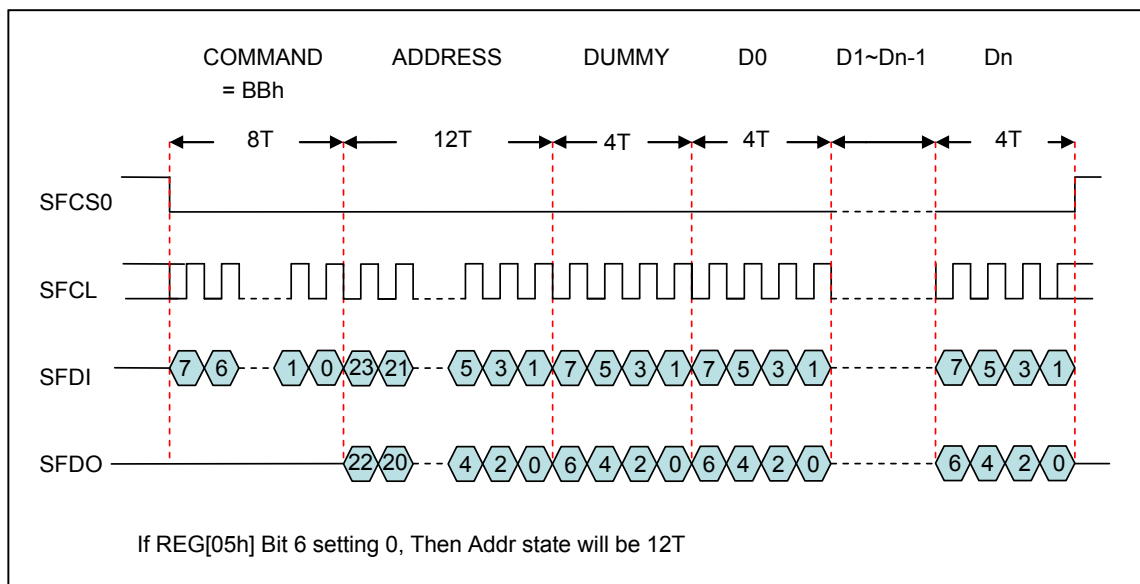 COMMAND ADDRESS DUMMY D0 D1~Dn-1 Dn
= BBh
8T 12T 4T 4T 4T
SFCS0
SFCL
SFDI 7 6 1 0 23 21 5 3 1 7 5 3 1 7 5 3 1 7 5 3 1
SFDO 22 20 4 2 0 6 4 2 0 6 4 2 0 6 4 2 0
If REG[05h] Bit 6 setting 0, Then Addr state will be 12T